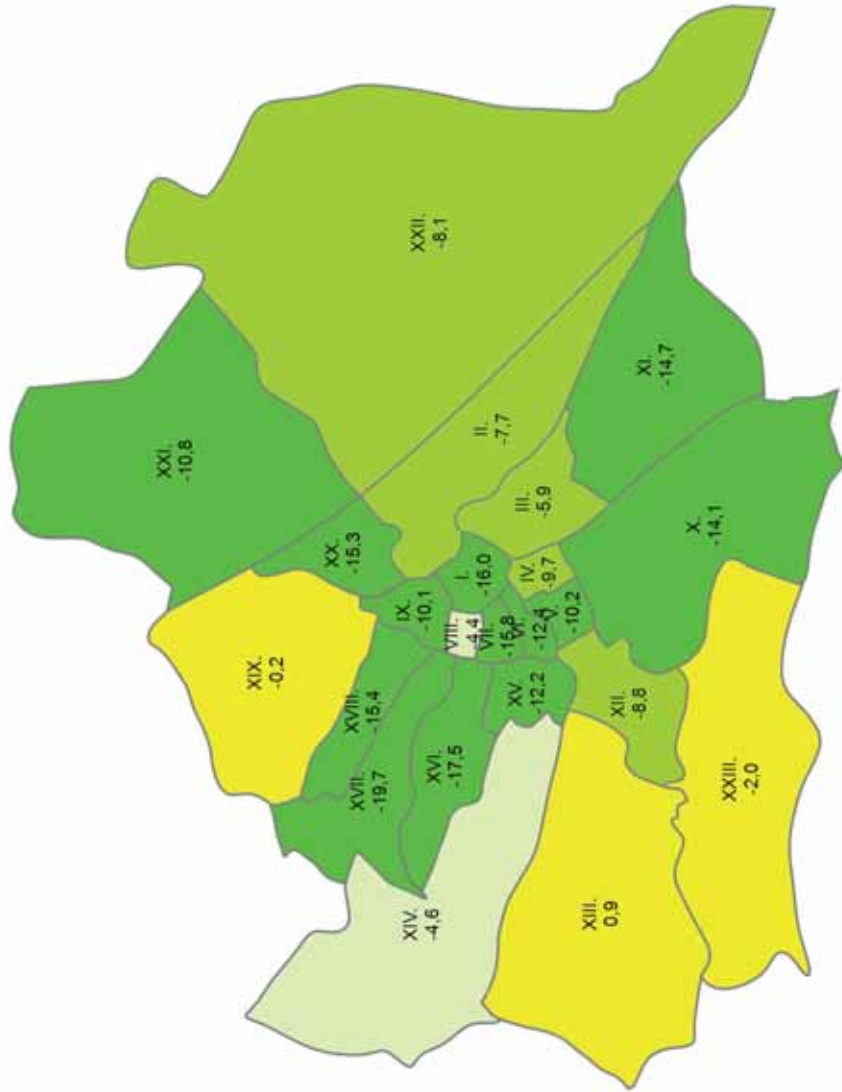 XXI.
-10,8
XIX.
-0,2
XX.
-15,3
XVIII.
-15,4
XVII.
-19,7
IX.
-10,1
XIV.
-4,6
XXII.
-8,1
XVI.
-17,5
VIII.
-4,4
I.
-16,0
II.
-7,7
VII.
-15,8
XV.
-12,2
VI.
III.
-5,9
IV.
-9,7
V.
-10,2
XIII.
0,9
XII.
-8,8
XI.
-14,7
X.
-14,1
XXIII.
-2,0